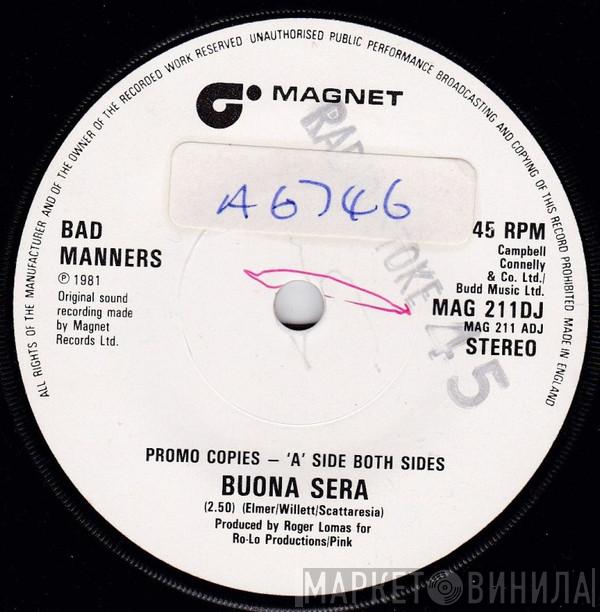 ALL RIGHTS OF THE MANUFACTURER AND OF THE OWNER OF THE RECORDED WORK RESERVED UNAUTHORISED PUBLIC PERFORMANCE BROADCASTING AND COPYING OF THIS RECORD PROHIBITED MADE IN ENGLAND
MAGNET
A6746
BAD
MANNERS
℗ 1981
Original sound
recording made
by Magnet
Records Ltd.
45 RPM
Campbell
Connelly
& Co. Ltd./
Budd Music Ltd.
MAG 211DJ
MAG 211 ADJ
STEREO
TOKE 45
PROMO COPIES – 'A' SIDE BOTH SIDES
BUONA SERA
(2.50) (Elmer/Willett/Scattaresia)
Produced by Roger Lomas for
Ro-Lo Productions/Pink
МАРКЕТ ВИНИЛА